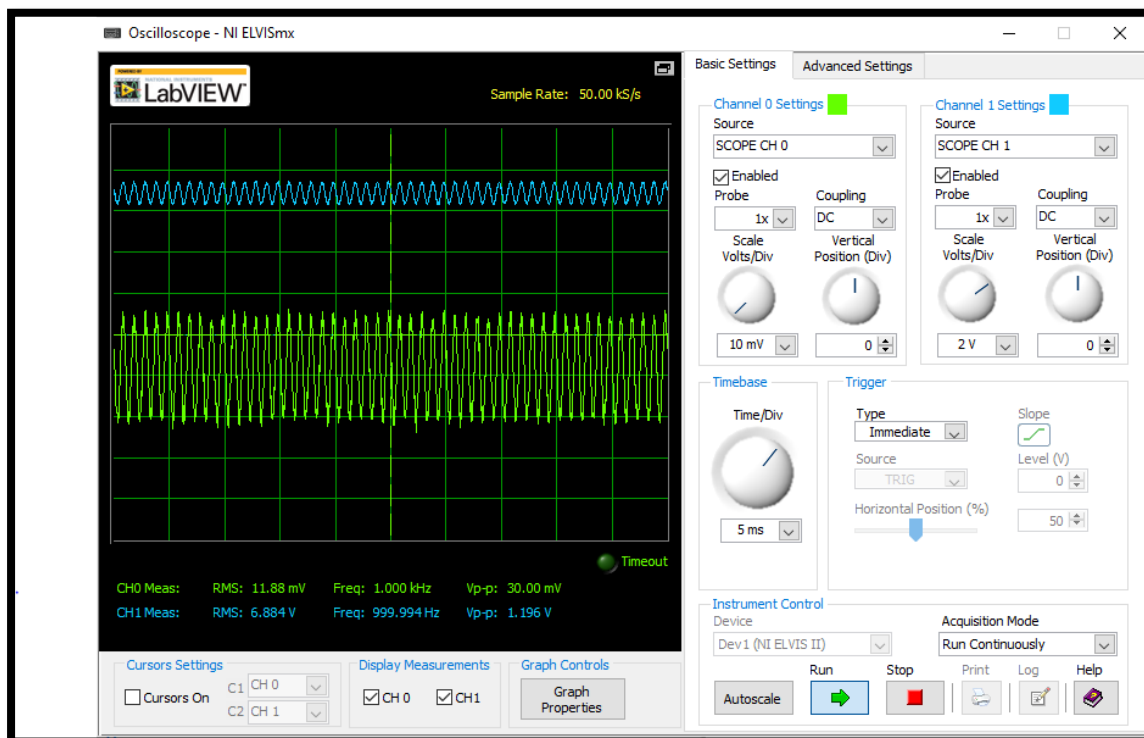 Oscilloscope - NI ELVISmx
POWERED BY
NATIONAL INSTRUMENTS
LabVIEW
Sample Rate: 50.00 kS/s
Timeout
CH0 Meas: RMS: 11.88 mV Freq: 1.000 kHz Vp-p: 30.00 mV
CH1 Meas: RMS: 6.884 V Freq: 999.994 Hz Vp-p: 1.196 V
Cursors Settings
Cursors On
C1 CH 0
C2 CH 1
Display Measurements
CH 0 CH1
Graph Controls
Graph
Properties
Basic Settings Advanced Settings
Channel 0 Settings
Source
SCOPE CH 0
Enabled
Probe Coupling
1x DC
Scale Vertical
Volts/Div Position (Div)
10 mV 0
Channel 1 Settings
Source
SCOPE CH 1
Enabled
Probe Coupling
1x DC
Scale Vertical
Volts/Div Position (Div)
2 V 0
Timebase
Time/Div
5 ms
Trigger
Type Slope
Immediate
Source Level (V)
TRIG 0
Horizontal Position (%)
50
Instrument Control
Device Acquisition Mode
Dev1 (NI ELVIS II) Run Continuously
Run Stop Print Log Help
Autoscale